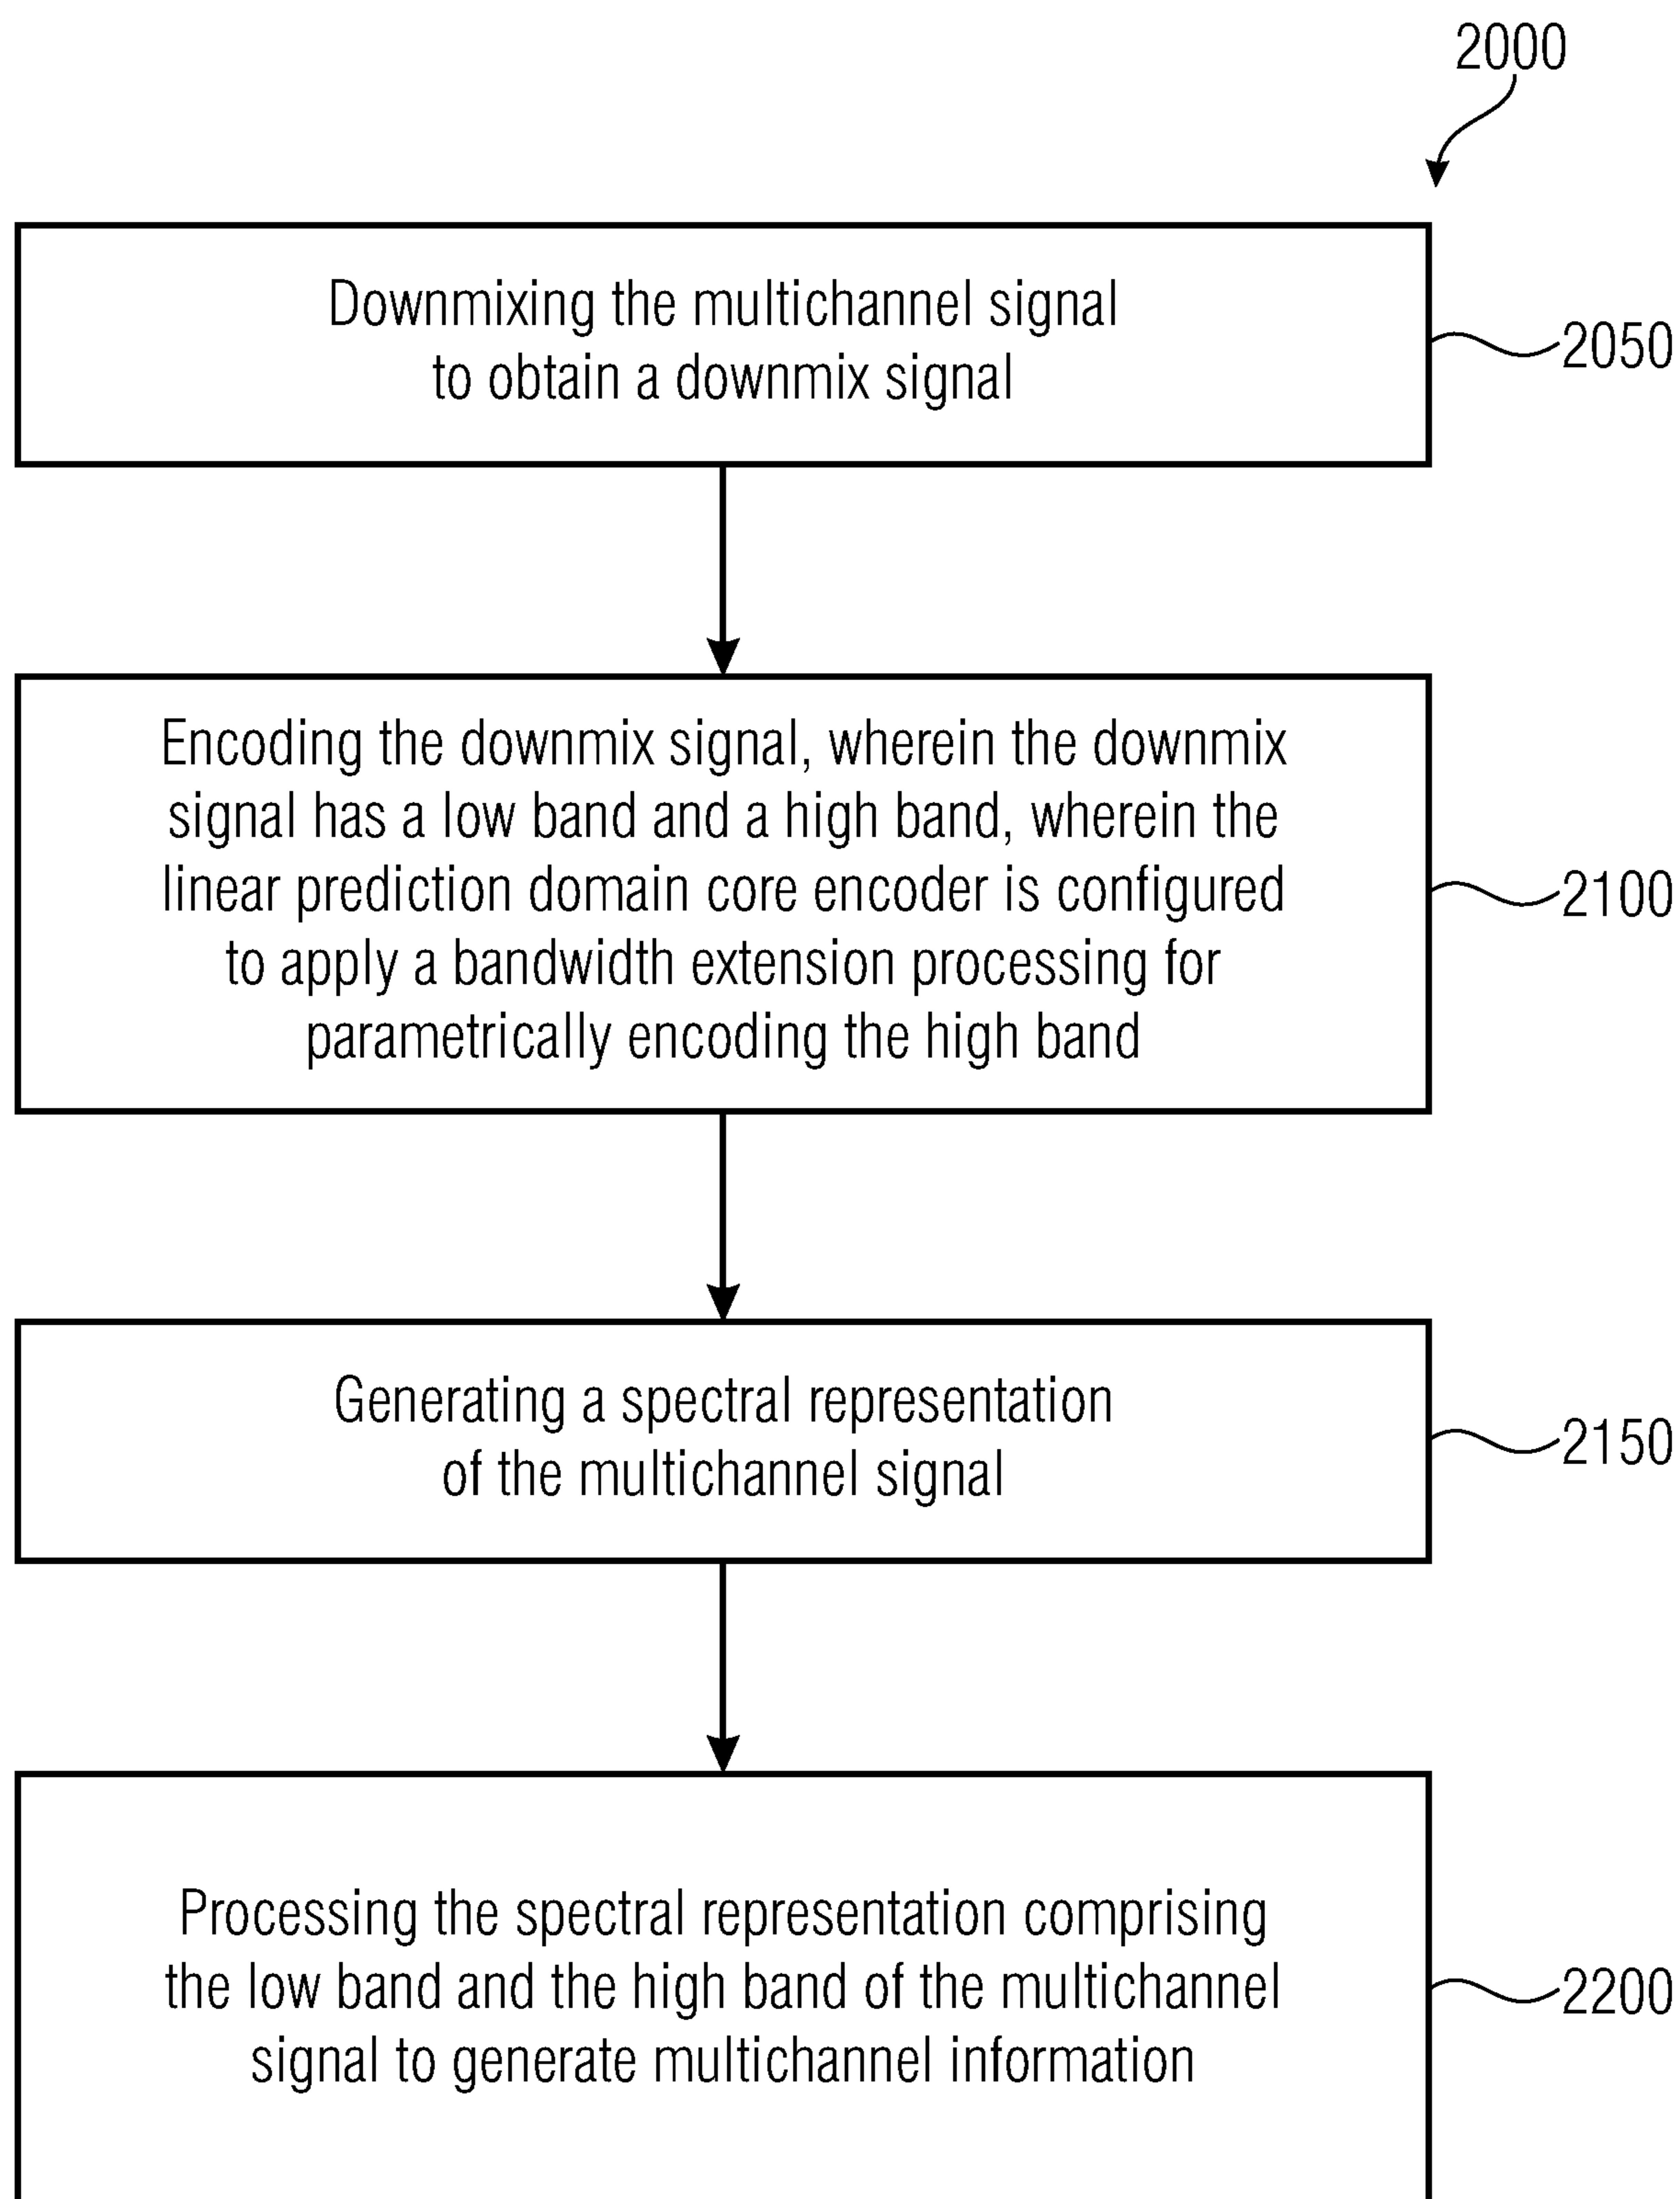 2000
Downmixing the multichannel signal
to obtain a downmix signal
2050
Encoding the downmix signal, wherein the downmix
signal has a low band and a high band, wherein the
linear prediction domain core encoder is configured
to apply a bandwidth extension processing for
parametrically encoding the high band
2100
Generating a spectral representation
of the multichannel signal
2150
Processing the spectral representation comprising
the low band and the high band of the multichannel
signal to generate multichannel information
2200